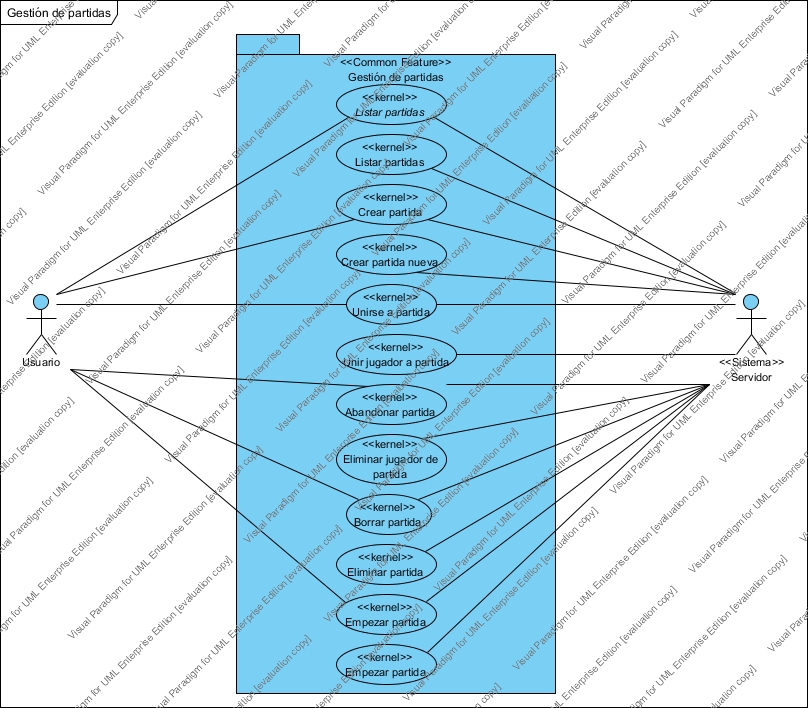 Gestión de partidas
<<Common Feature>>
Gestión de partidas
<<kernel>>
Listar partidas
<<kernel>>
Listar partidas
<<kernel>>
Crear partida
<<kernel>>
Crear partida nueva
<<kernel>>
Unirse a partida
<<kernel>>
Unir jugador a partida
Usuario
<<Sistema>>
Servidor
<<kernel>>
Abandonar partida
<<kernel>>
Eliminar jugador de
partida
<<kernel>>
Borrar partida
<<kernel>>
Eliminar partida
<<kernel>>
Empezar partida
<<kernel>>
Empezar partida
Visual Paradigm for UML Enterprise Edition [evaluation copy]